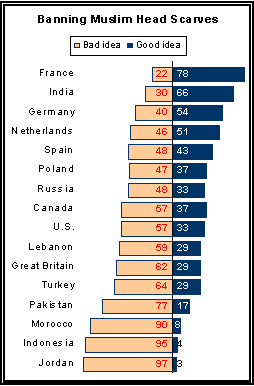 Banning Muslim Head Scarves
Bad idea Good idea
France 22 78
India 30 66
Germany 40 54
Netherlands 46 51
Spain 48 43
Poland 47 37
Russia 48 33
Canada 57 37
U.S. 57 33
Lebanon 59 29
Great Britain 62 29
Turkey 64 29
Pakistan 77 17
Morocco 90 8
Indonesia 95 4
Jordan 97 3